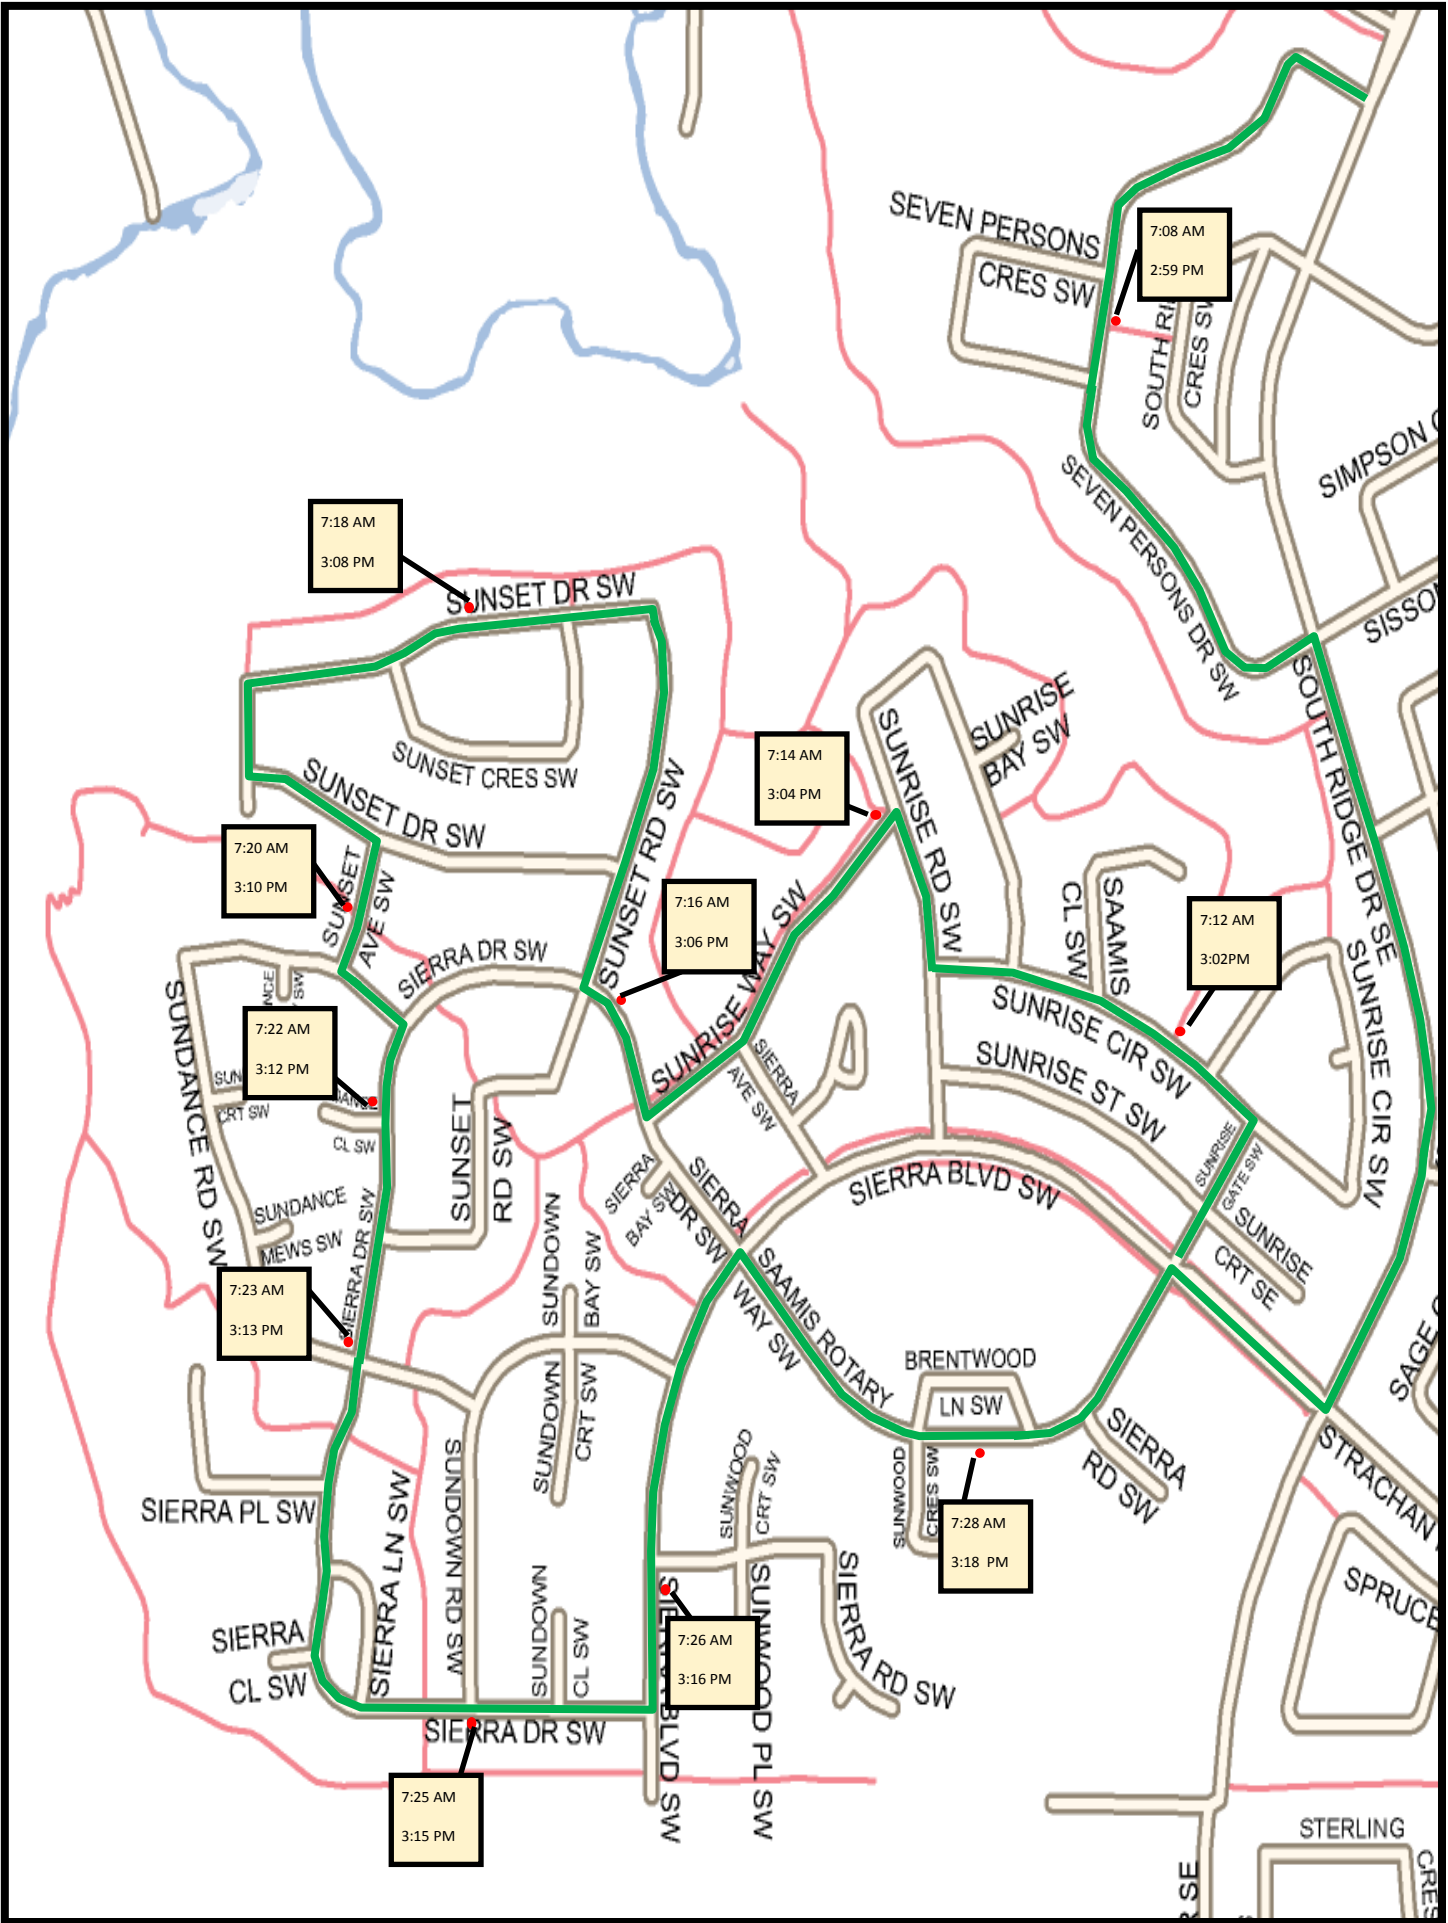 SEVEN PERSONS
CRES SW
7:08 AM
2:59 PM
CRES SW
SOUTH
SIMPSON
SEVEN PERSONS DR SW
SISSON
7:18 AM
3:08 PM
SUNSET DR SW
SUNSET CRES SW
SUNSET DR SW
SUNSET RD SW
7:14 AM
3:04 PM
SUNRISE
BAY SW
SUNRISE RD SW
SOUTH RIDGE DR SE
7:20 AM
3:10 PM
SUNSET
AVE SW
7:16 AM
3:06 PM
SUNRISE WAY SW
SAAMIS
CL SW
7:12 AM
3:02PM
SIERRA DR SW
SUNRISE CIR SW
SUNRISE CIR SW
SUNRISE ST SW
SUNDANCE RD SW
SW
7:22 AM
3:12 PM
CRT SW
CL SW
SIERRA
AVE SW
SUNRISE
GATE SW
SUNSET
RD SW
SIERRA
BAY SW
SIERRA
DR SW
SIERRA BLVD SW
SUNDANCE
MEWS SW
SUNRISE
CRT SE
SIERRA DR SW
7:23 AM
3:13 PM
SUNDOWN
BAY SW
SAAMIS ROTARY
WAY SW
BRENTWOOD
LN SW
SAGE
SUNDOWN
CRT SW
SIERRA
RD SW
STRACHAN
SIERRA PL SW
SIERRA LN SW
SUNDOWN RD SW
SUNWOOD
CRT SW
SUNWOOD
CRES SW
7:28 AM
3:18 PM
SPRUCE
SIERRA
CL SW
SUNDOWN
CL SW
7:26 AM
3:16 PM
BLVD SW
SUNWOOD PL SW
SIERRA RD SW
SIERRA DR SW
7:25 AM
3:15 PM
STERLING
CRES
SE